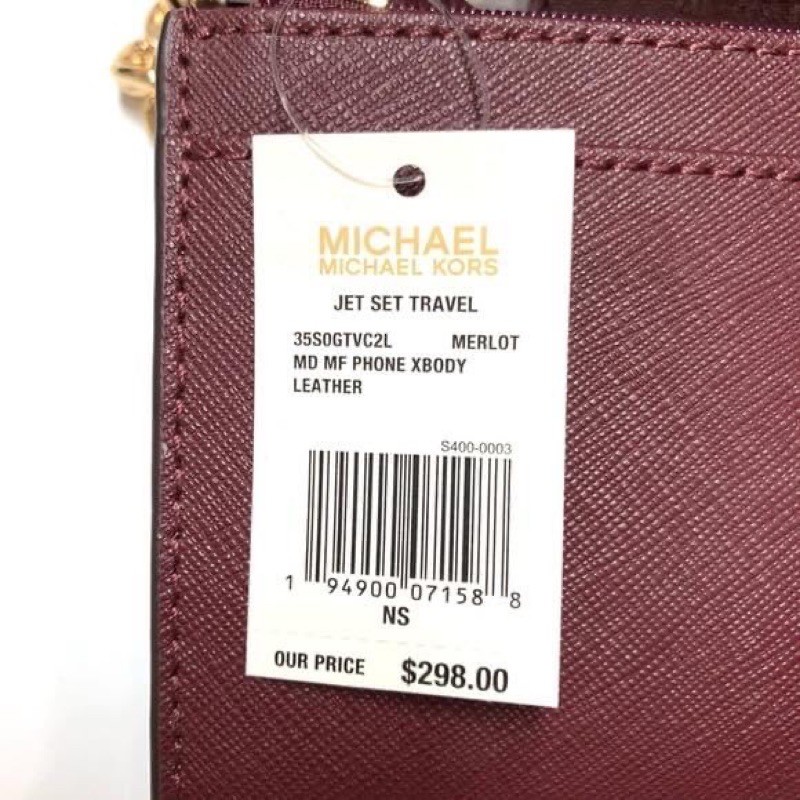 MICHAEL
MICHAEL KORS
JET SET TRAVEL
35S0GTVC2L MERLOT
MD MF PHONE XBODY
LEATHER
S400-0003
1 94900 07158 8
NS
OUR PRICE $298.00